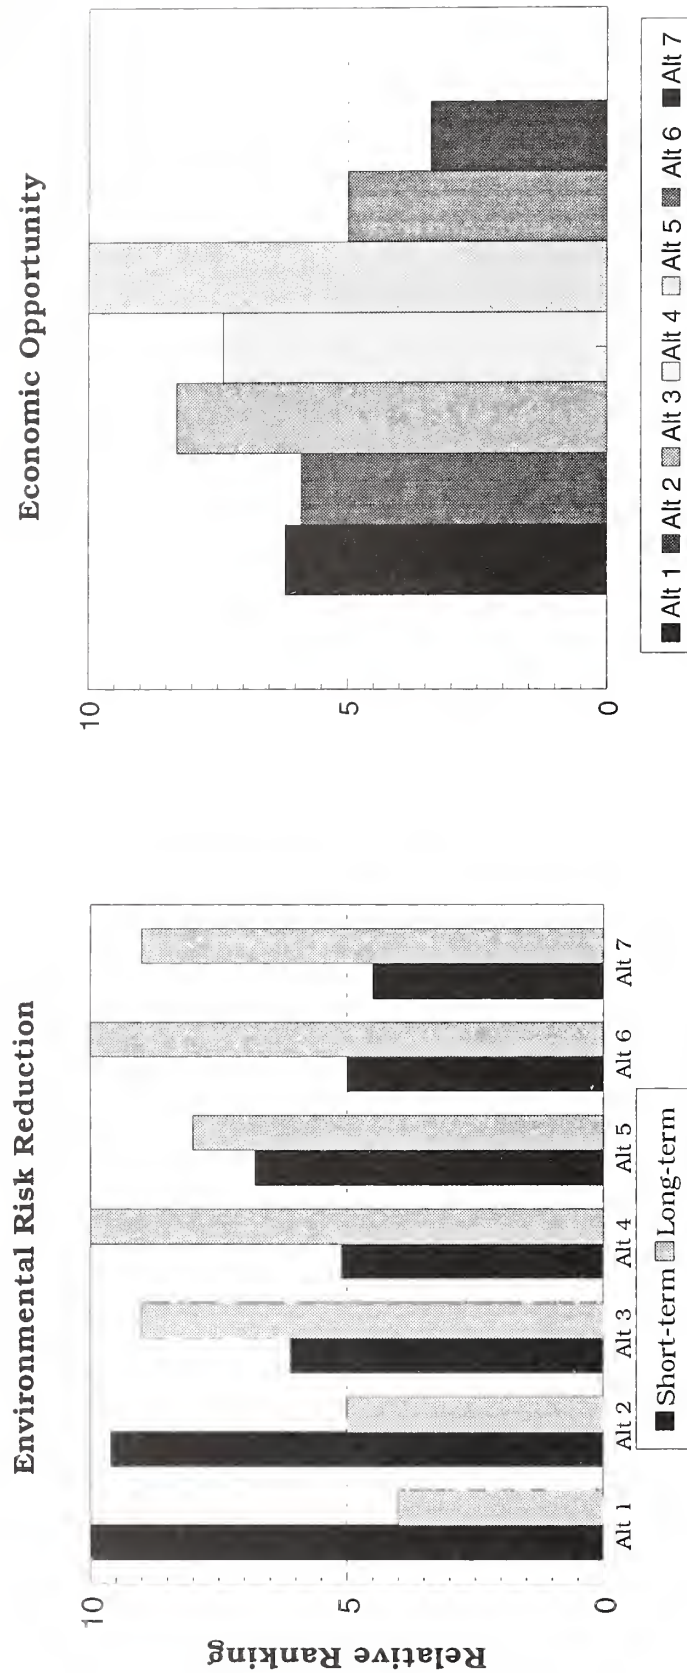 Environmental Risk Reduction
Relative Ranking
10
5
0
Alt 1 Alt 2 Alt 3 Alt 4 Alt 5 Alt 6 Alt 7
Short-term Long-term
Economic Opportunity
10
5
0
Alt 1 Alt 2 Alt 3 Alt 4 Alt 5 Alt 6 Alt 7